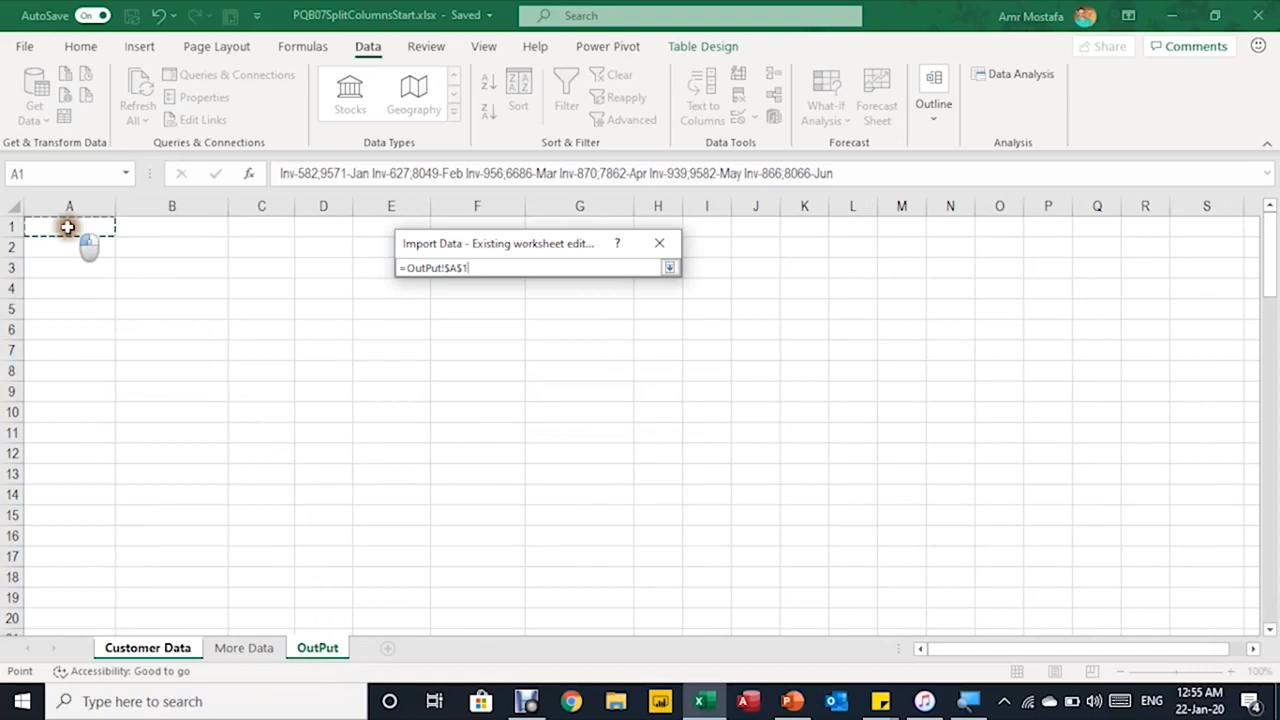 AutoSave On PQB07SplitColumnsStart.xlsx - Saved Search Amr Mostafa
File Home Insert Page Layout Formulas Data Review View Help Power Pivot Table Design Share Comments
Get Data Refresh All Queries & Connections Properties Edit Links Stocks Geography Sort Filter Clear Reapply Advanced Text to Columns What-If Analysis Forecast Sheet Outline Data Analysis
Get & Transform Data Queries & Connections Data Types Sort & Filter Data Tools Forecast Analysis
A1 fx Inv-582,9571-Jan Inv-627,8049-Feb Inv-956,6686-Mar Inv-870,7862-Apr Inv-939,9582-May Inv-866,8066-Jun
A B C D E F G H I J K L M N O P Q R S
1
2 Import Data - Existing worksheet edit... ?
3 =OutPut!$A$1
4
5
6
7
8
9
10
11
12
13
14
15
16
17
18
19
20
Customer Data More Data OutPut
Point Accessibility: Good to go 100%
Type here to search ENG 12:55 AM
22-Jan-20 4